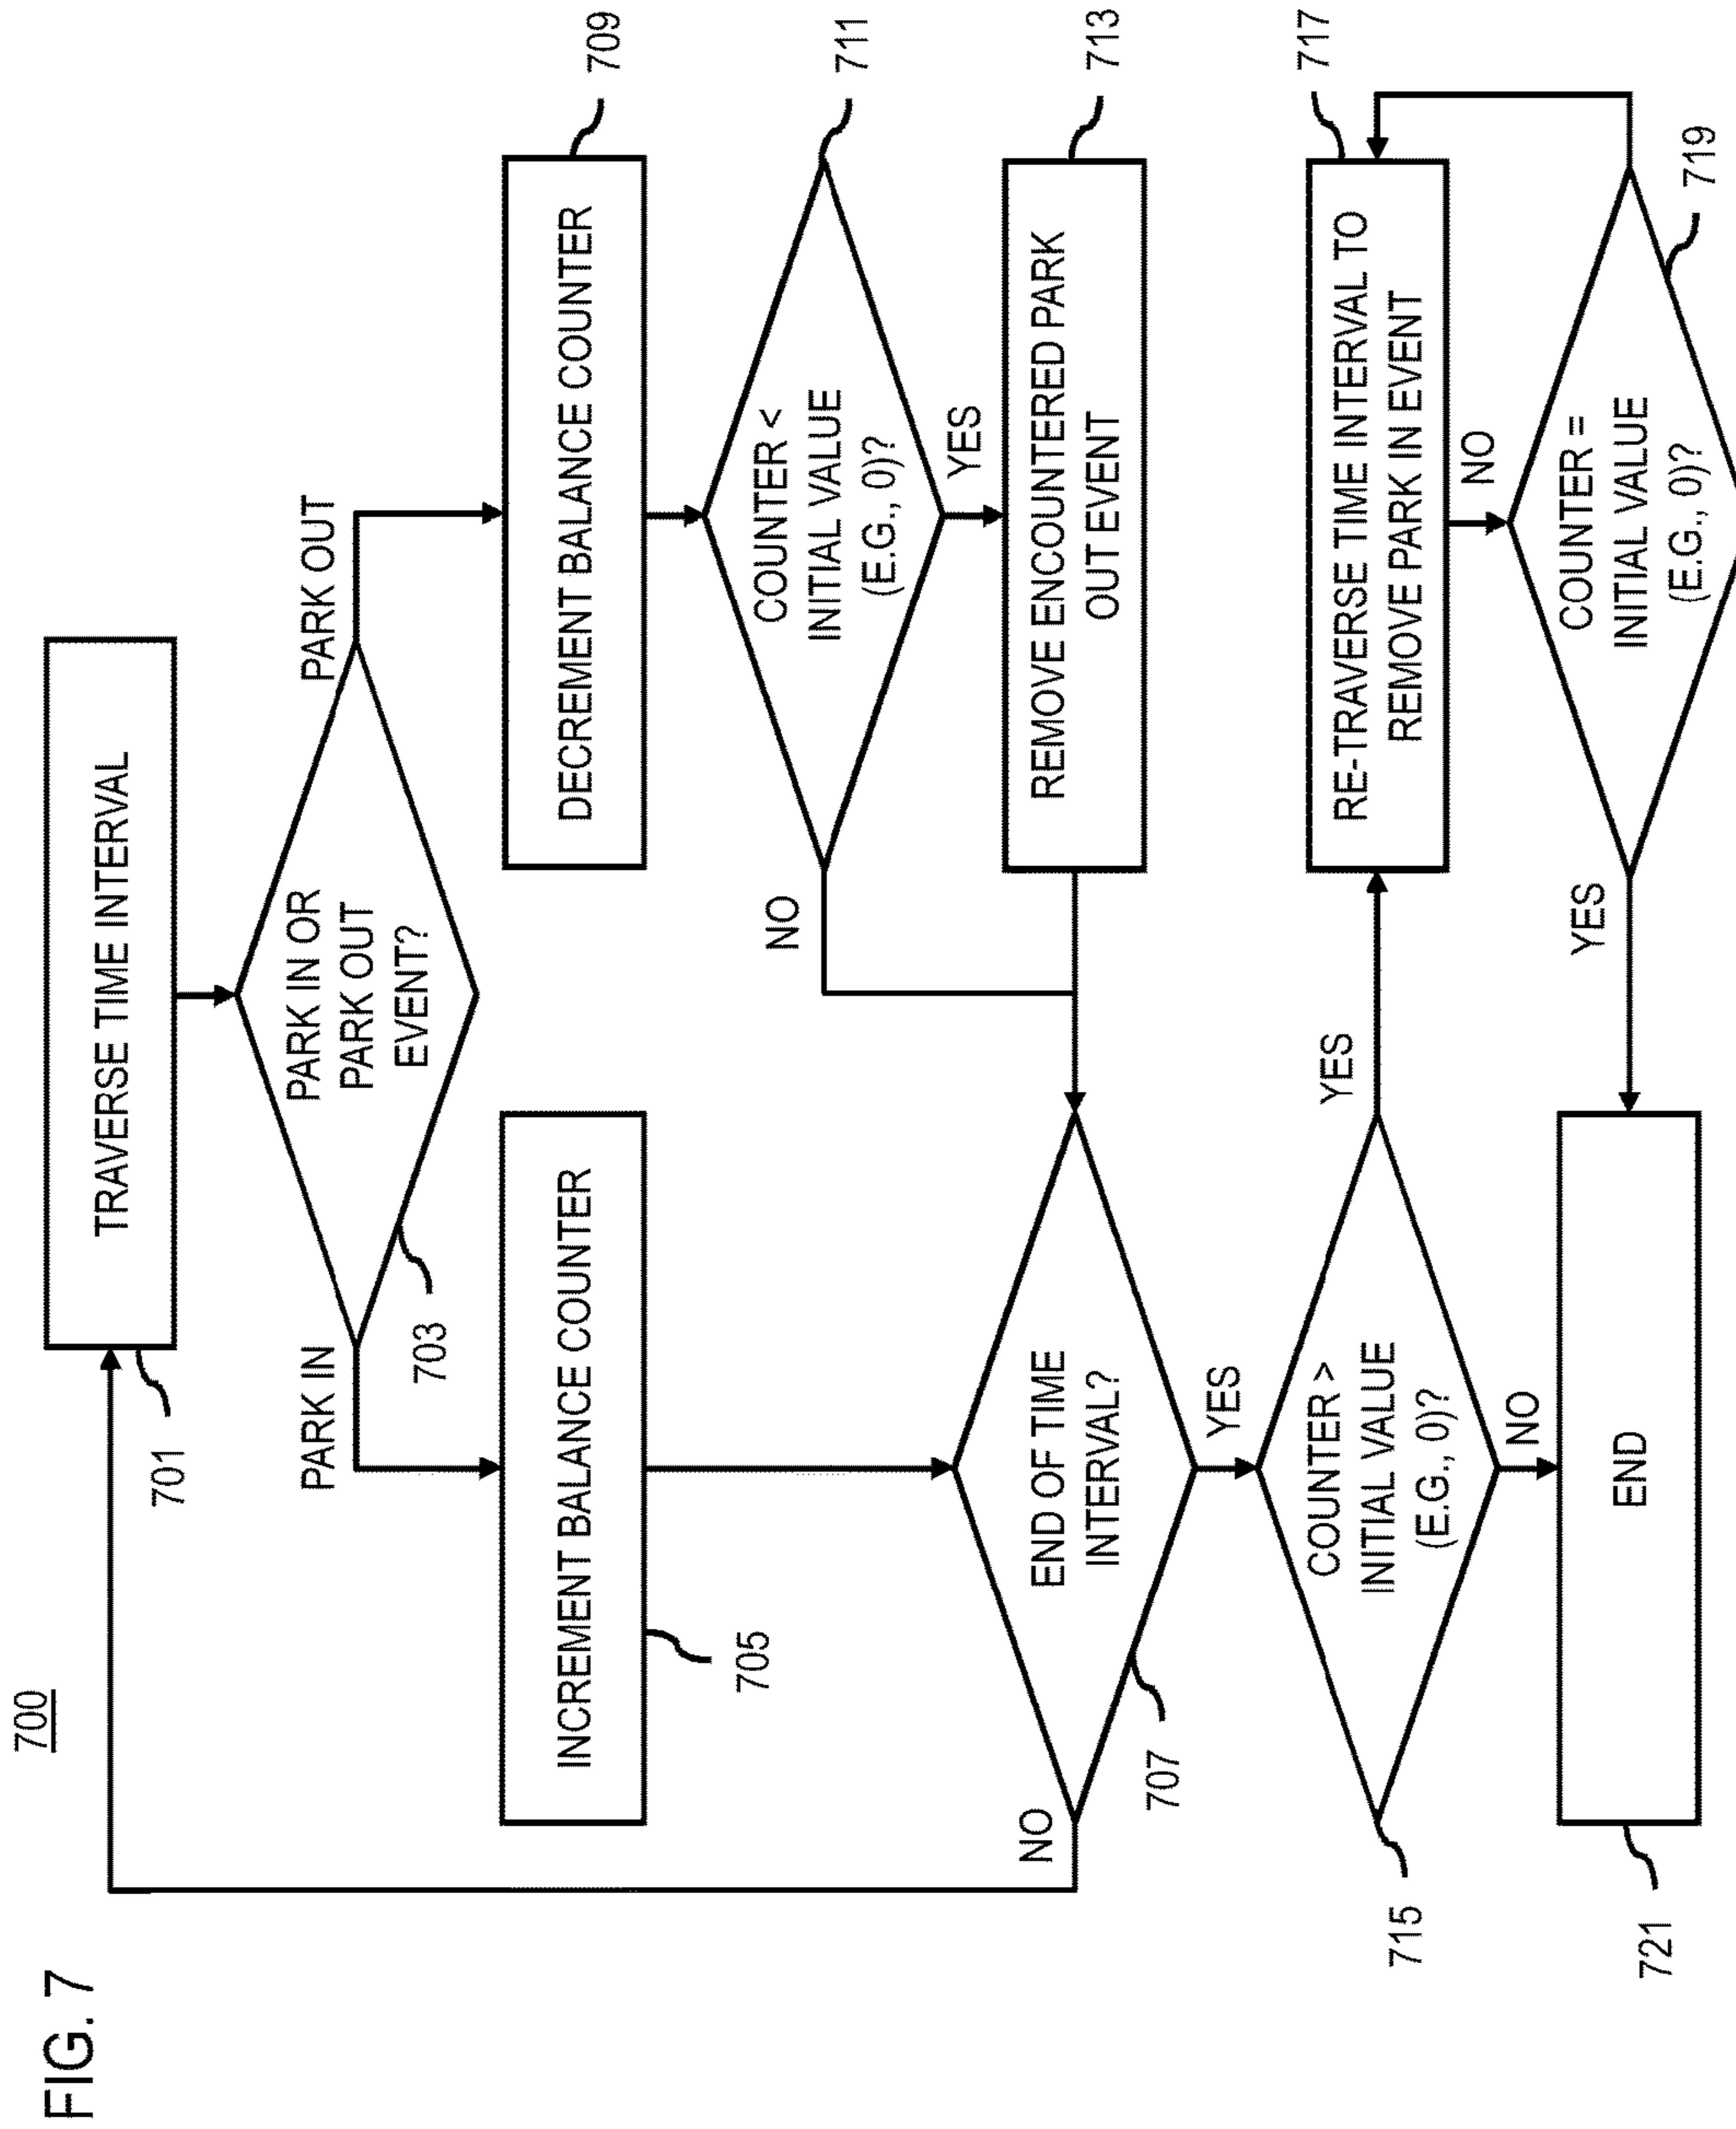 FIG. 7
700
701
TRAVERSE TIME INTERVAL
PARK IN
PARK IN OR
PARK OUT
EVENT?
PARK OUT
703
INCREMENT BALANCE COUNTER
705
DECREMENT BALANCE COUNTER
709
NO
COUNTER <
INITIAL VALUE
(E.G., 0)?
711
YES
REMOVE ENCOUNTERED PARK
OUT EVENT
713
NO
END OF TIME
INTERVAL?
707
YES
COUNTER >
INITIAL VALUE
(E.G., 0)?
715
YES
NO
RE-TRAVERSE TIME INTERVAL TO
REMOVE PARK IN EVENT
717
NO
COUNTER =
INITIAL VALUE
(E.G., 0)?
719
YES
END
721